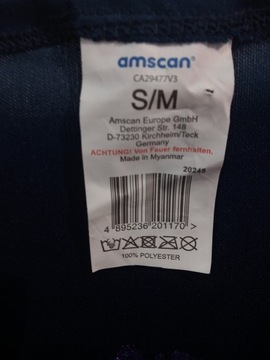 amscan®
CA29477V3
S/M
Amscan Europe GmbH
Dettinger Str. 148
D-73230 Kirchheim/Teck
Germany
ACHTUNG! Von Feuer fernhalten.
Made in Myanmar
20248
4 895236 201170 >
100% POLYESTER